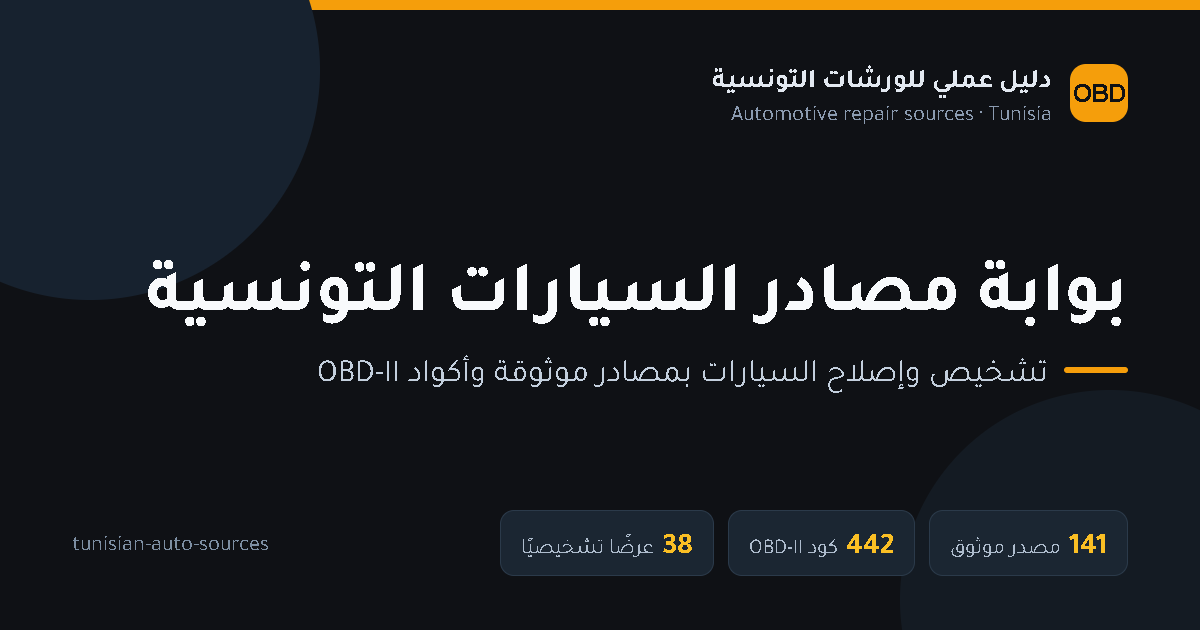 OBD
دليل عملي للورشات التونسية
Automotive repair sources · Tunisia
بوابة مصادر السيارات التونسية
تشخيص وإصلاح السيارات بمصادر موثوقة وأكواد OBD-II
141 مصدر موثوق
442 كود OBD-II
38 عرضًا تشخيصيًا
tunisian-auto-sources